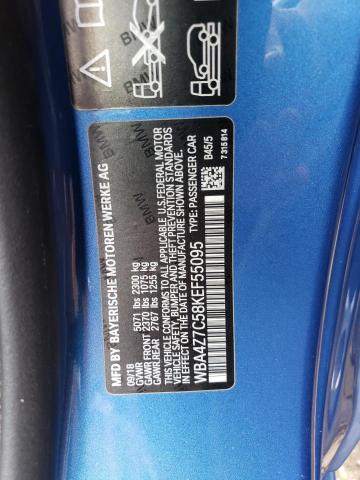 BMW BMW BMW
MFD BY BAYERISCHE MOTOREN WERKE AG
09/18
GVWR 5071 lbs 2300 kg
GAWR FRONT 2370 lbs 1075 kg
GAWR REAR 2767 lbs 1255 kg
THIS VEHICLE CONFORMS TO ALL
APPLICABLE U.S.FEDERAL MOTOR
VEHICLE SAFETY, BUMPER AND THEFT
PREVENTION STANDARDS IN EFFECT ON
THE DATE OF MANUFACTURE SHOWN ABOVE.
TYPE: PASSENGER CAR
WBA4Z7C58KEF55095
B45/5
7 315 814